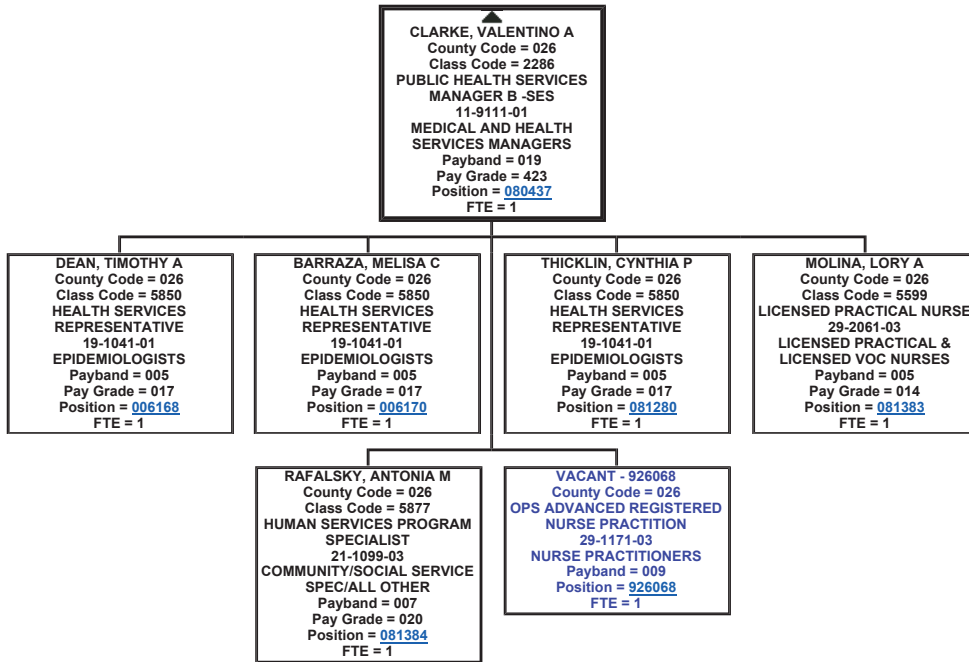 CLARKE, VALENTINO A
County Code = 026
Class Code = 2286
PUBLIC HEALTH SERVICES
MANAGER B -SES
11-9111-01
MEDICAL AND HEALTH
SERVICES MANAGERS
Payband = 019
Pay Grade = 423
Position = 080437
FTE = 1
DEAN, TIMOTHY A
County Code = 026
Class Code = 5850
HEALTH SERVICES
REPRESENTATIVE
19-1041-01
EPIDEMIOLOGISTS
Payband = 005
Pay Grade = 017
Position = 006168
FTE = 1
BARRAZA, MELISA C
County Code = 026
Class Code = 5850
HEALTH SERVICES
REPRESENTATIVE
19-1041-01
EPIDEMIOLOGISTS
Payband = 005
Pay Grade = 017
Position = 006170
FTE = 1
THICKLIN, CYNTHIA P
County Code = 026
Class Code = 5850
HEALTH SERVICES
REPRESENTATIVE
19-1041-01
EPIDEMIOLOGISTS
Payband = 005
Pay Grade = 017
Position = 081280
FTE = 1
MOLINA, LORY A
County Code = 026
Class Code = 5599
LICENSED PRACTICAL NURSE
29-2061-03
LICENSED PRACTICAL &
LICENSED VOC NURSES
Payband = 005
Pay Grade = 014
Position = 081383
FTE = 1
RAFALSKY, ANTONIA M
County Code = 026
Class Code = 5877
HUMAN SERVICES PROGRAM
SPECIALIST
21-1099-03
COMMUNITY/SOCIAL SERVICE
SPEC/ALL OTHER
Payband = 007
Pay Grade = 020
Position = 081384
FTE = 1
VACANT - 926068
County Code = 026
OPS ADVANCED REGISTERED
NURSE PRACTITION
29-1171-03
NURSE PRACTITIONERS
Payband = 009
Position = 926068
FTE = 1